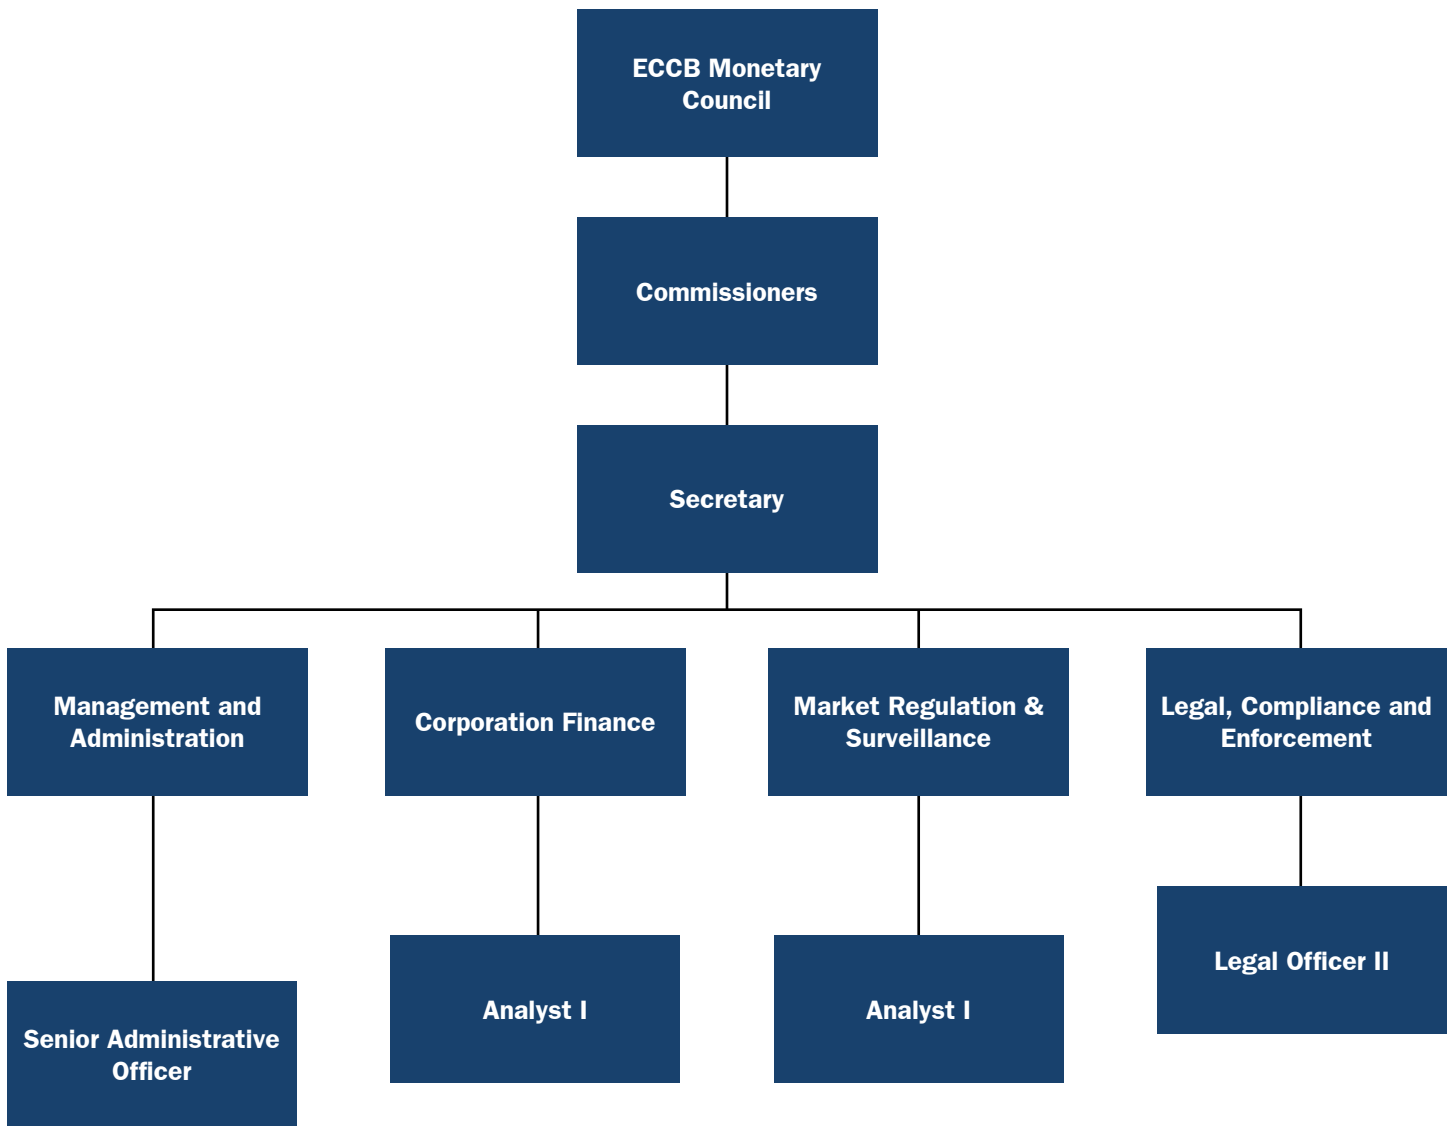 ECCB Monetary
Council
Commissioners
Secretary
Management and
Administration
Corporation Finance
Market Regulation &
Surveillance
Legal, Compliance and
Enforcement
Senior Administrative
Officer
Analyst I
Analyst I
Legal Officer II